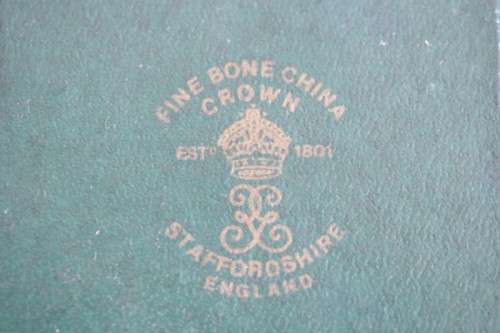 FINE BONE CHINA
CROWN
ESTD 1801
STAFFORDSHIRE
ENGLAND